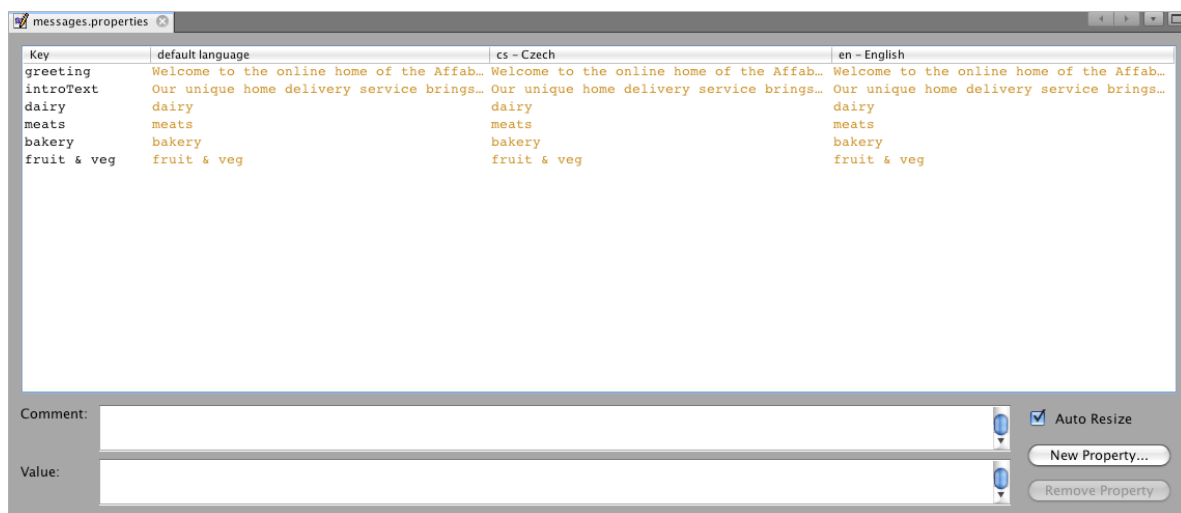 messages.properties
Key default language cs – Czech en – English
greeting Welcome to the online home of the Affab… Welcome to the online home of the Affab… Welcome to the online home of the Affab…
introText Our unique home delivery service brings… Our unique home delivery service brings… Our unique home delivery service brings…
dairy dairy dairy dairy
meats meats meats meats
bakery bakery bakery bakery
fruit & veg fruit & veg fruit & veg fruit & veg
Comment: Auto Resize
New Property...
Value:
Remove Property